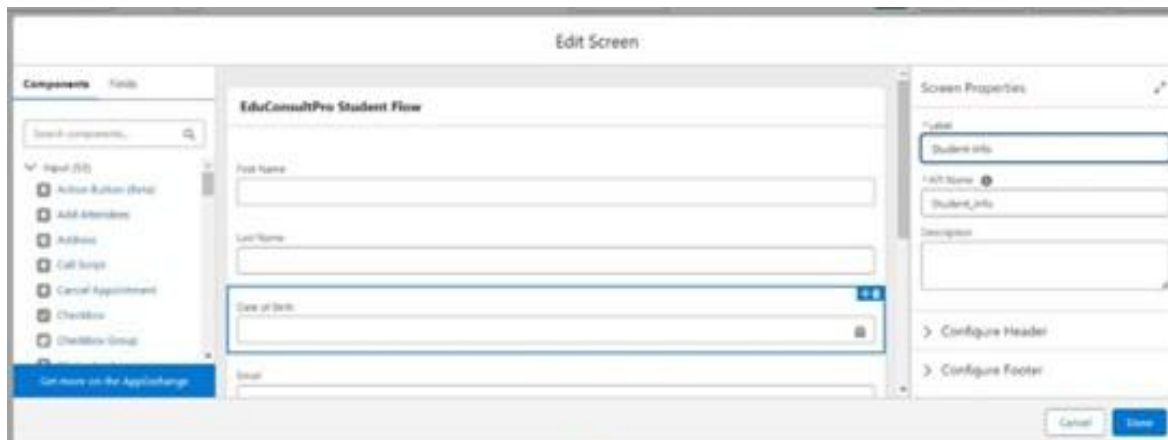 Edit Screen
Components Fields
Search components...
Input (53)
Action Button (Beta)
Add Attendees
Address
Call Script
Cancel Appointment
Checkbox
Checkbox Group
Get more on the AppExchange
EduConsultPro Student Flow
First Name
Last Name
Date of Birth
Email
Screen Properties
*Label
Student Info
*API Name
Student_Info
Description
Configure Header
Configure Footer
Cancel Done